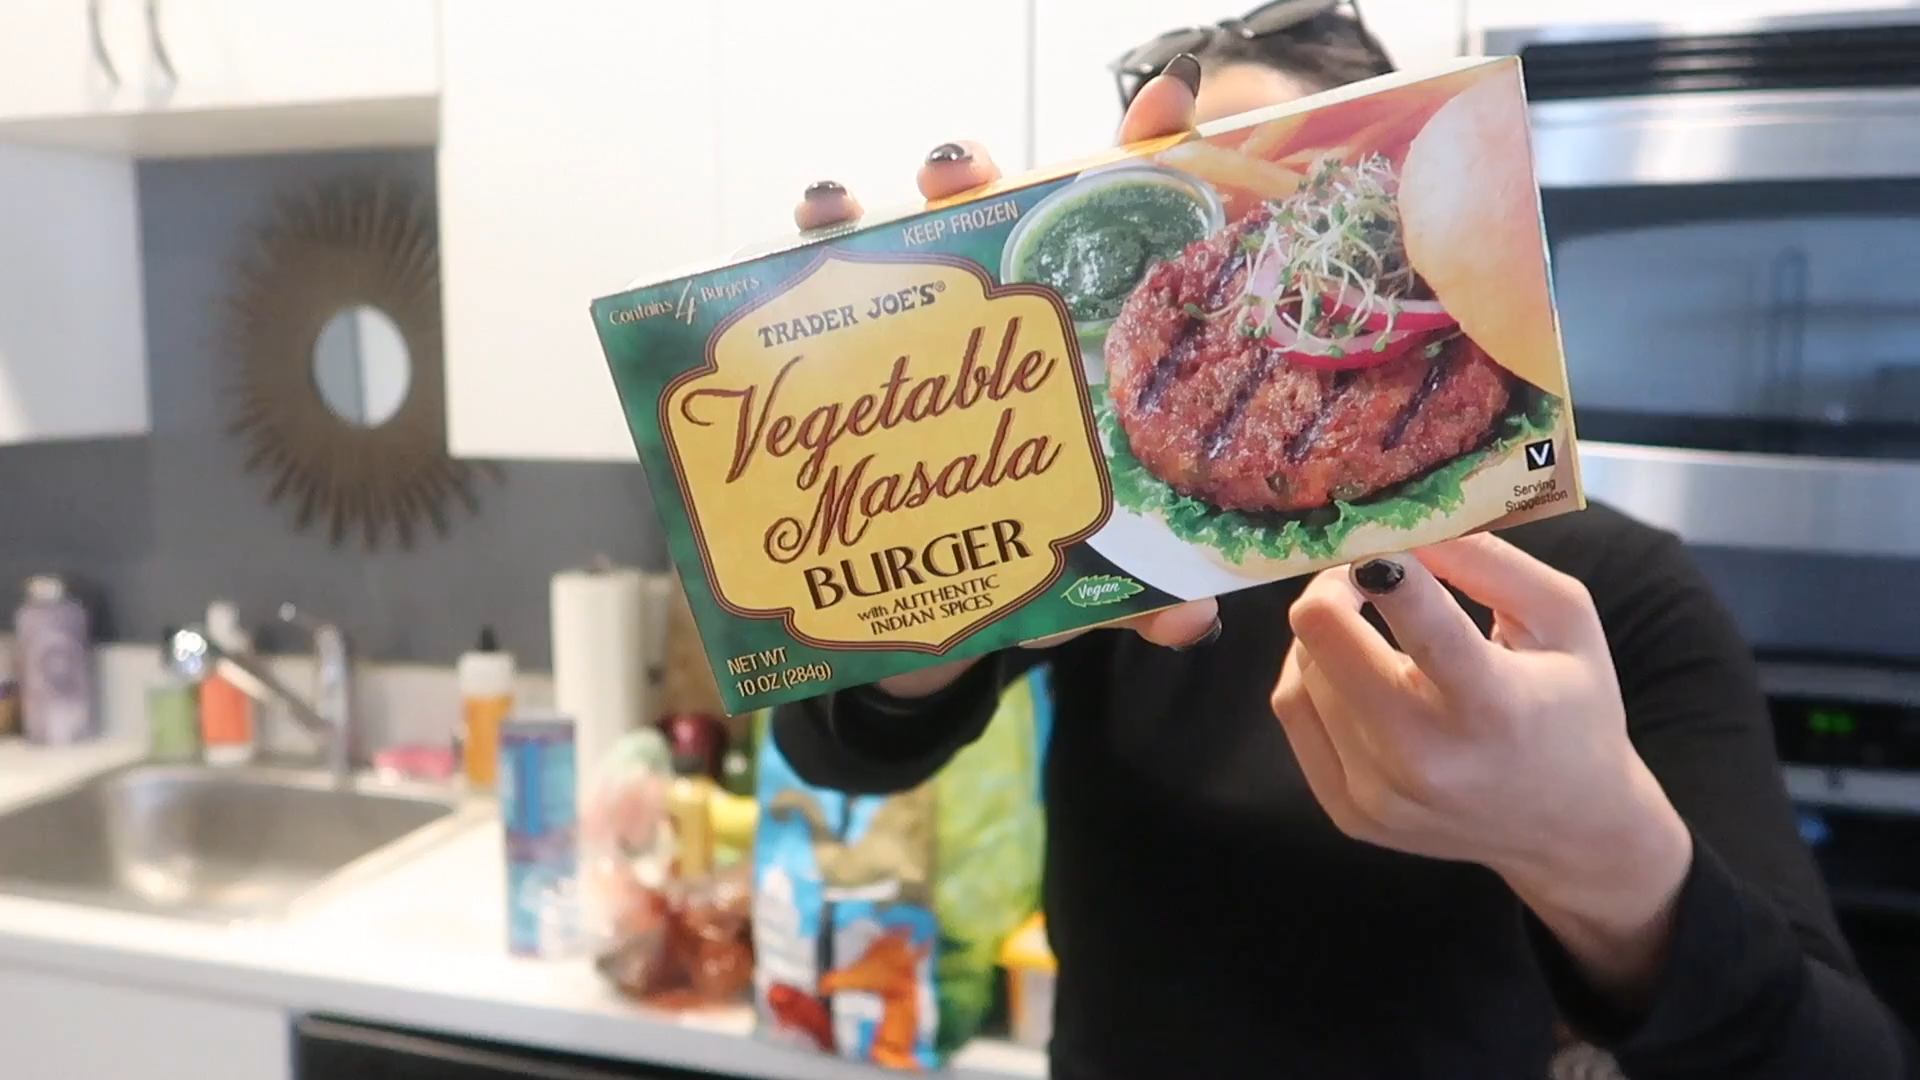 Contains 4 Burgers
KEEP FROZEN
TRADER JOE'S®
Vegetable
Masala
BURGER
with AUTHENTIC
INDIAN SPICES
Vegan
NET WT
10 OZ (284g)
V
Serving
Suggestion